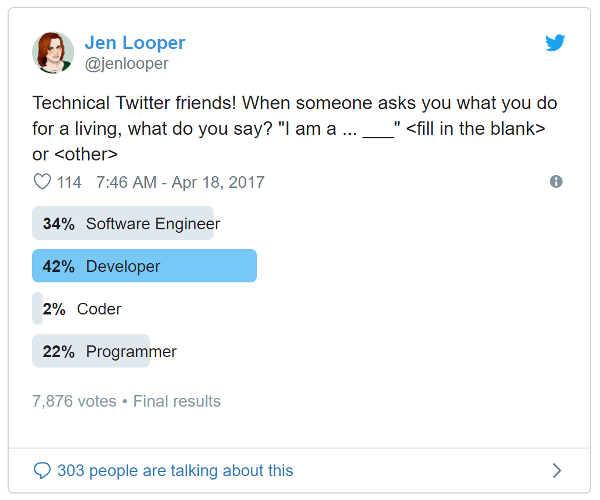 Jen Looper
@jenlooper
Technical Twitter friends! When someone asks you what you do
for a living, what do you say? "I am a ... ___" <fill in the blank>
or <other>
114 7:46 AM - Apr 18, 2017
34% Software Engineer
42% Developer
2% Coder
22% Programmer
7,876 votes • Final results
303 people are talking about this